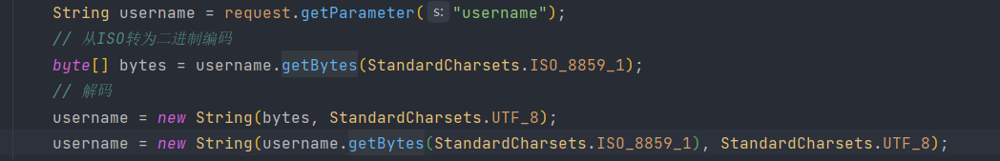 String username = request.getParameter( s: "username");
// 从ISO转为二进制编码
byte[] bytes = username.getBytes(StandardCharsets.ISO_8859_1);
// 解码
username = new String(bytes, StandardCharsets.UTF_8);
username = new String(username.getBytes(StandardCharsets.ISO_8859_1), StandardCharsets.UTF_8);